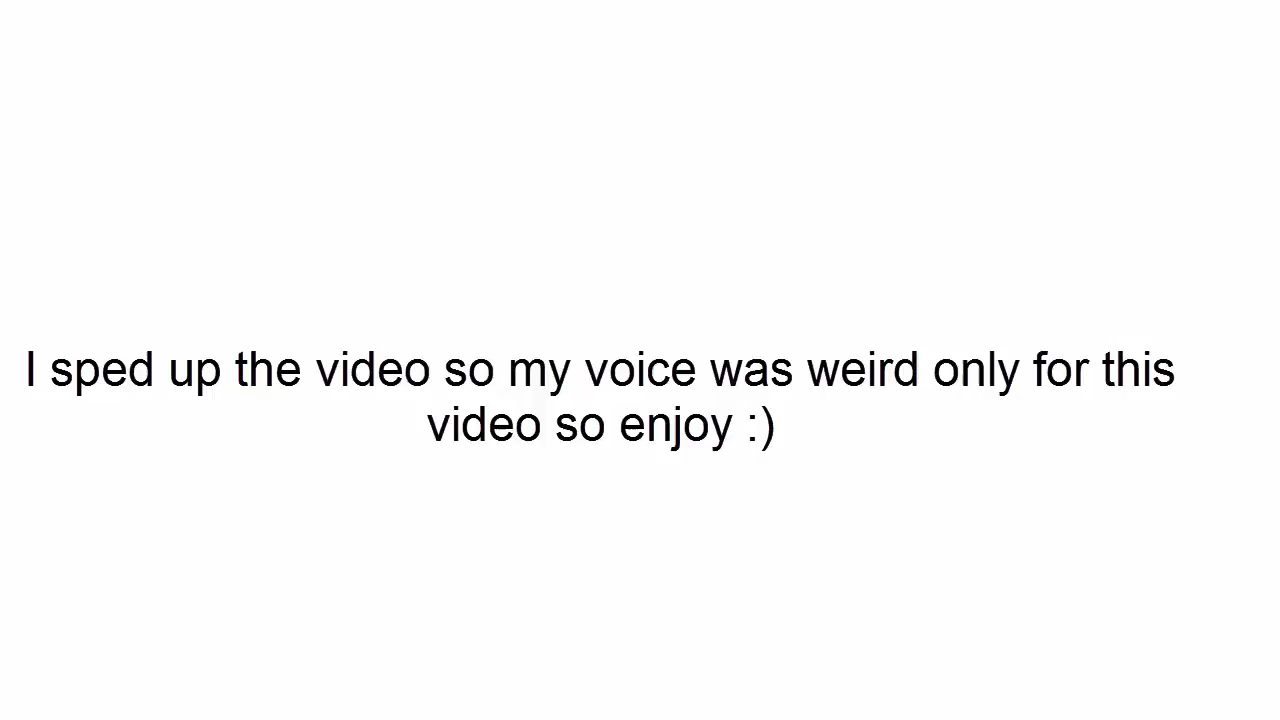 I sped up the video so my voice was weird only for this
video so enjoy :)